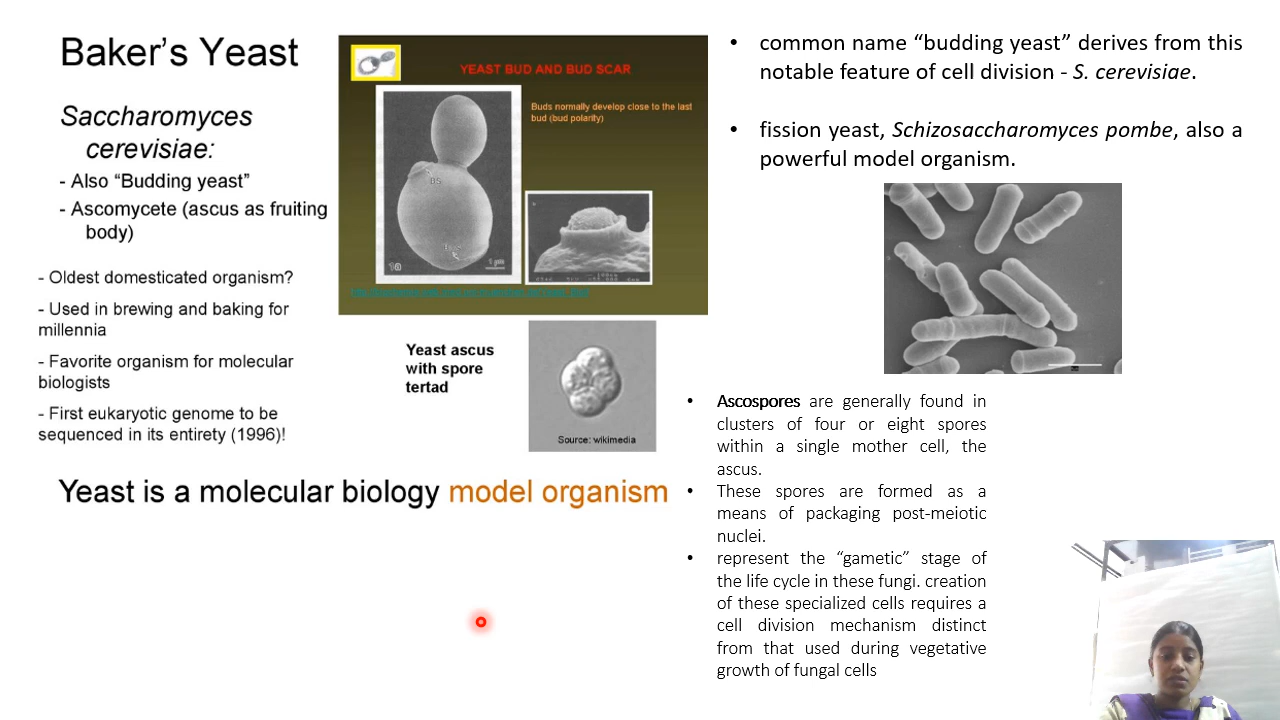 Baker's Yeast
Saccharomyces
cerevisiae:
- Also “Budding yeast”
- Ascomycete (ascus as fruiting
body)
- Oldest domesticated organism?
- Used in brewing and baking for
millennia
- Favorite organism for molecular
biologists
- First eukaryotic genome to be
sequenced in its entirety (1996)!
YEAST BUD AND BUD SCAR
Buds normally develop close to the last
bud (bud polarity)
BS
1a
1 μm
Yeast ascus
with spore
tertad
Source: wikimedia
Yeast is a molecular biology model organism
• common name “budding yeast” derives from this
notable feature of cell division - S. cerevisiae.
• fission yeast, Schizosaccharomyces pombe, also a
powerful model organism.
• Ascospores are generally found in
clusters of four or eight spores
within a single mother cell, the
ascus.
• These spores are formed as a
means of packaging post-meiotic
nuclei.
• represent the “gametic” stage of
the life cycle in these fungi. creation
of these specialized cells requires a
cell division mechanism distinct
from that used during vegetative
growth of fungal cells